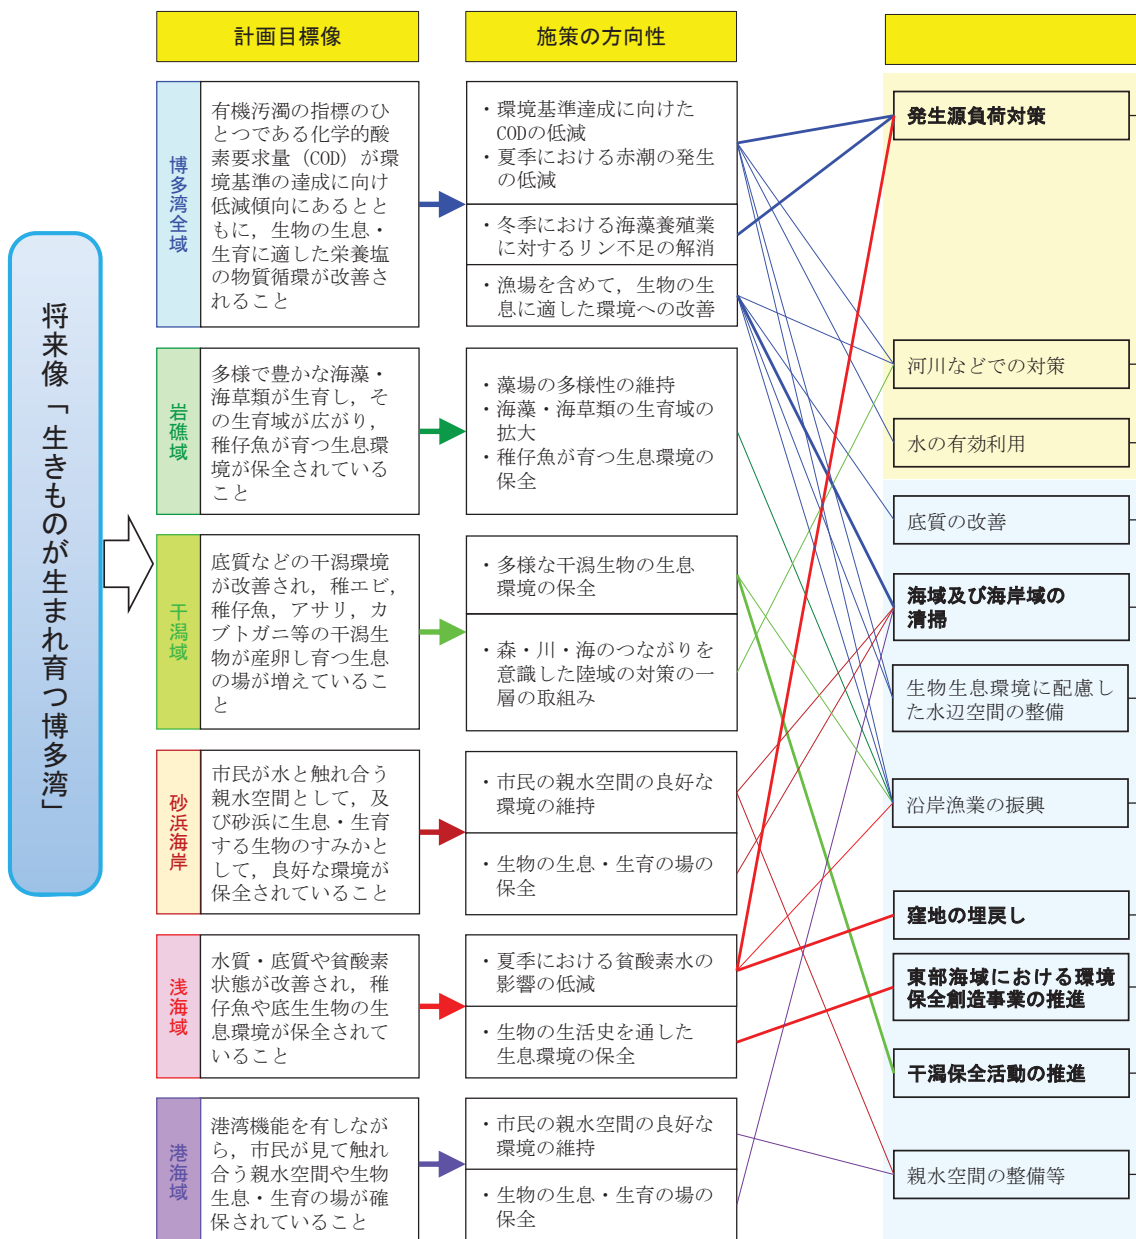 計画目標像
施策の方向性
将来像「生きものが生まれ育つ博多湾」
博多湾全域
有機汚濁の指標のひ
とつである化学的酸
素要求量（COD）が環
境基準の達成に向け
低減傾向にあるとと
もに，生物の生息・
生育に適した栄養塩
の物質循環が改善さ
れること
・環境基準達成に向けた
CODの低減
・夏季における赤潮の発生
の低減
・冬季における海藻養殖業
に対するリン不足の解消
・漁場を含めて，生物の生
息に適した環境への改善
岩礁域
多様で豊かな海藻・
海草類が生育し，そ
の生育域が広がり，
稚仔魚が育つ生息環
境が保全されている
こと
・藻場の多様性の維持
・海藻・海草類の生育域の
拡大
・稚仔魚が育つ生息環境の
保全
干潟域
底質などの干潟環境
が改善され，稚エビ，
稚仔魚，アサリ，カ
ブトガニ等の干潟生
物が産卵し育つ生息
の場が増えているこ
と
・多様な干潟生物の生息
環境の保全
・森・川・海のつながりを
意識した陸域の対策の一
層の取組み
砂浜海岸
市民が水と触れ合う
親水空間として，及
び砂浜に生息・生育
する生物のすみかと
して，良好な環境が
保全されていること
・市民の親水空間の良好な
環境の維持
・生物の生息・生育の場の
保全
浅海域
水質・底質や貧酸素
状態が改善され，稚
仔魚や底生生物の生
息環境が保全されて
いること
・夏季における貧酸素水の
影響の低減
・生物の生活史を通した
生息環境の保全
港海域
港湾機能を有しなが
ら，市民が見て触れ
合う親水空間や生物
生息・生育の場が確
保されていること
・市民の親水空間の良好な
環境の維持
・生物の生息・生育の場の
保全
発生源負荷対策
河川などでの対策
水の有効利用
底質の改善
海域及び海岸域の
清掃
生物生息環境に配慮し
た水辺空間の整備
沿岸漁業の振興
窪地の埋戻し
東部海域における環境
保全創造事業の推進
干潟保全活動の推進
親水空間の整備等